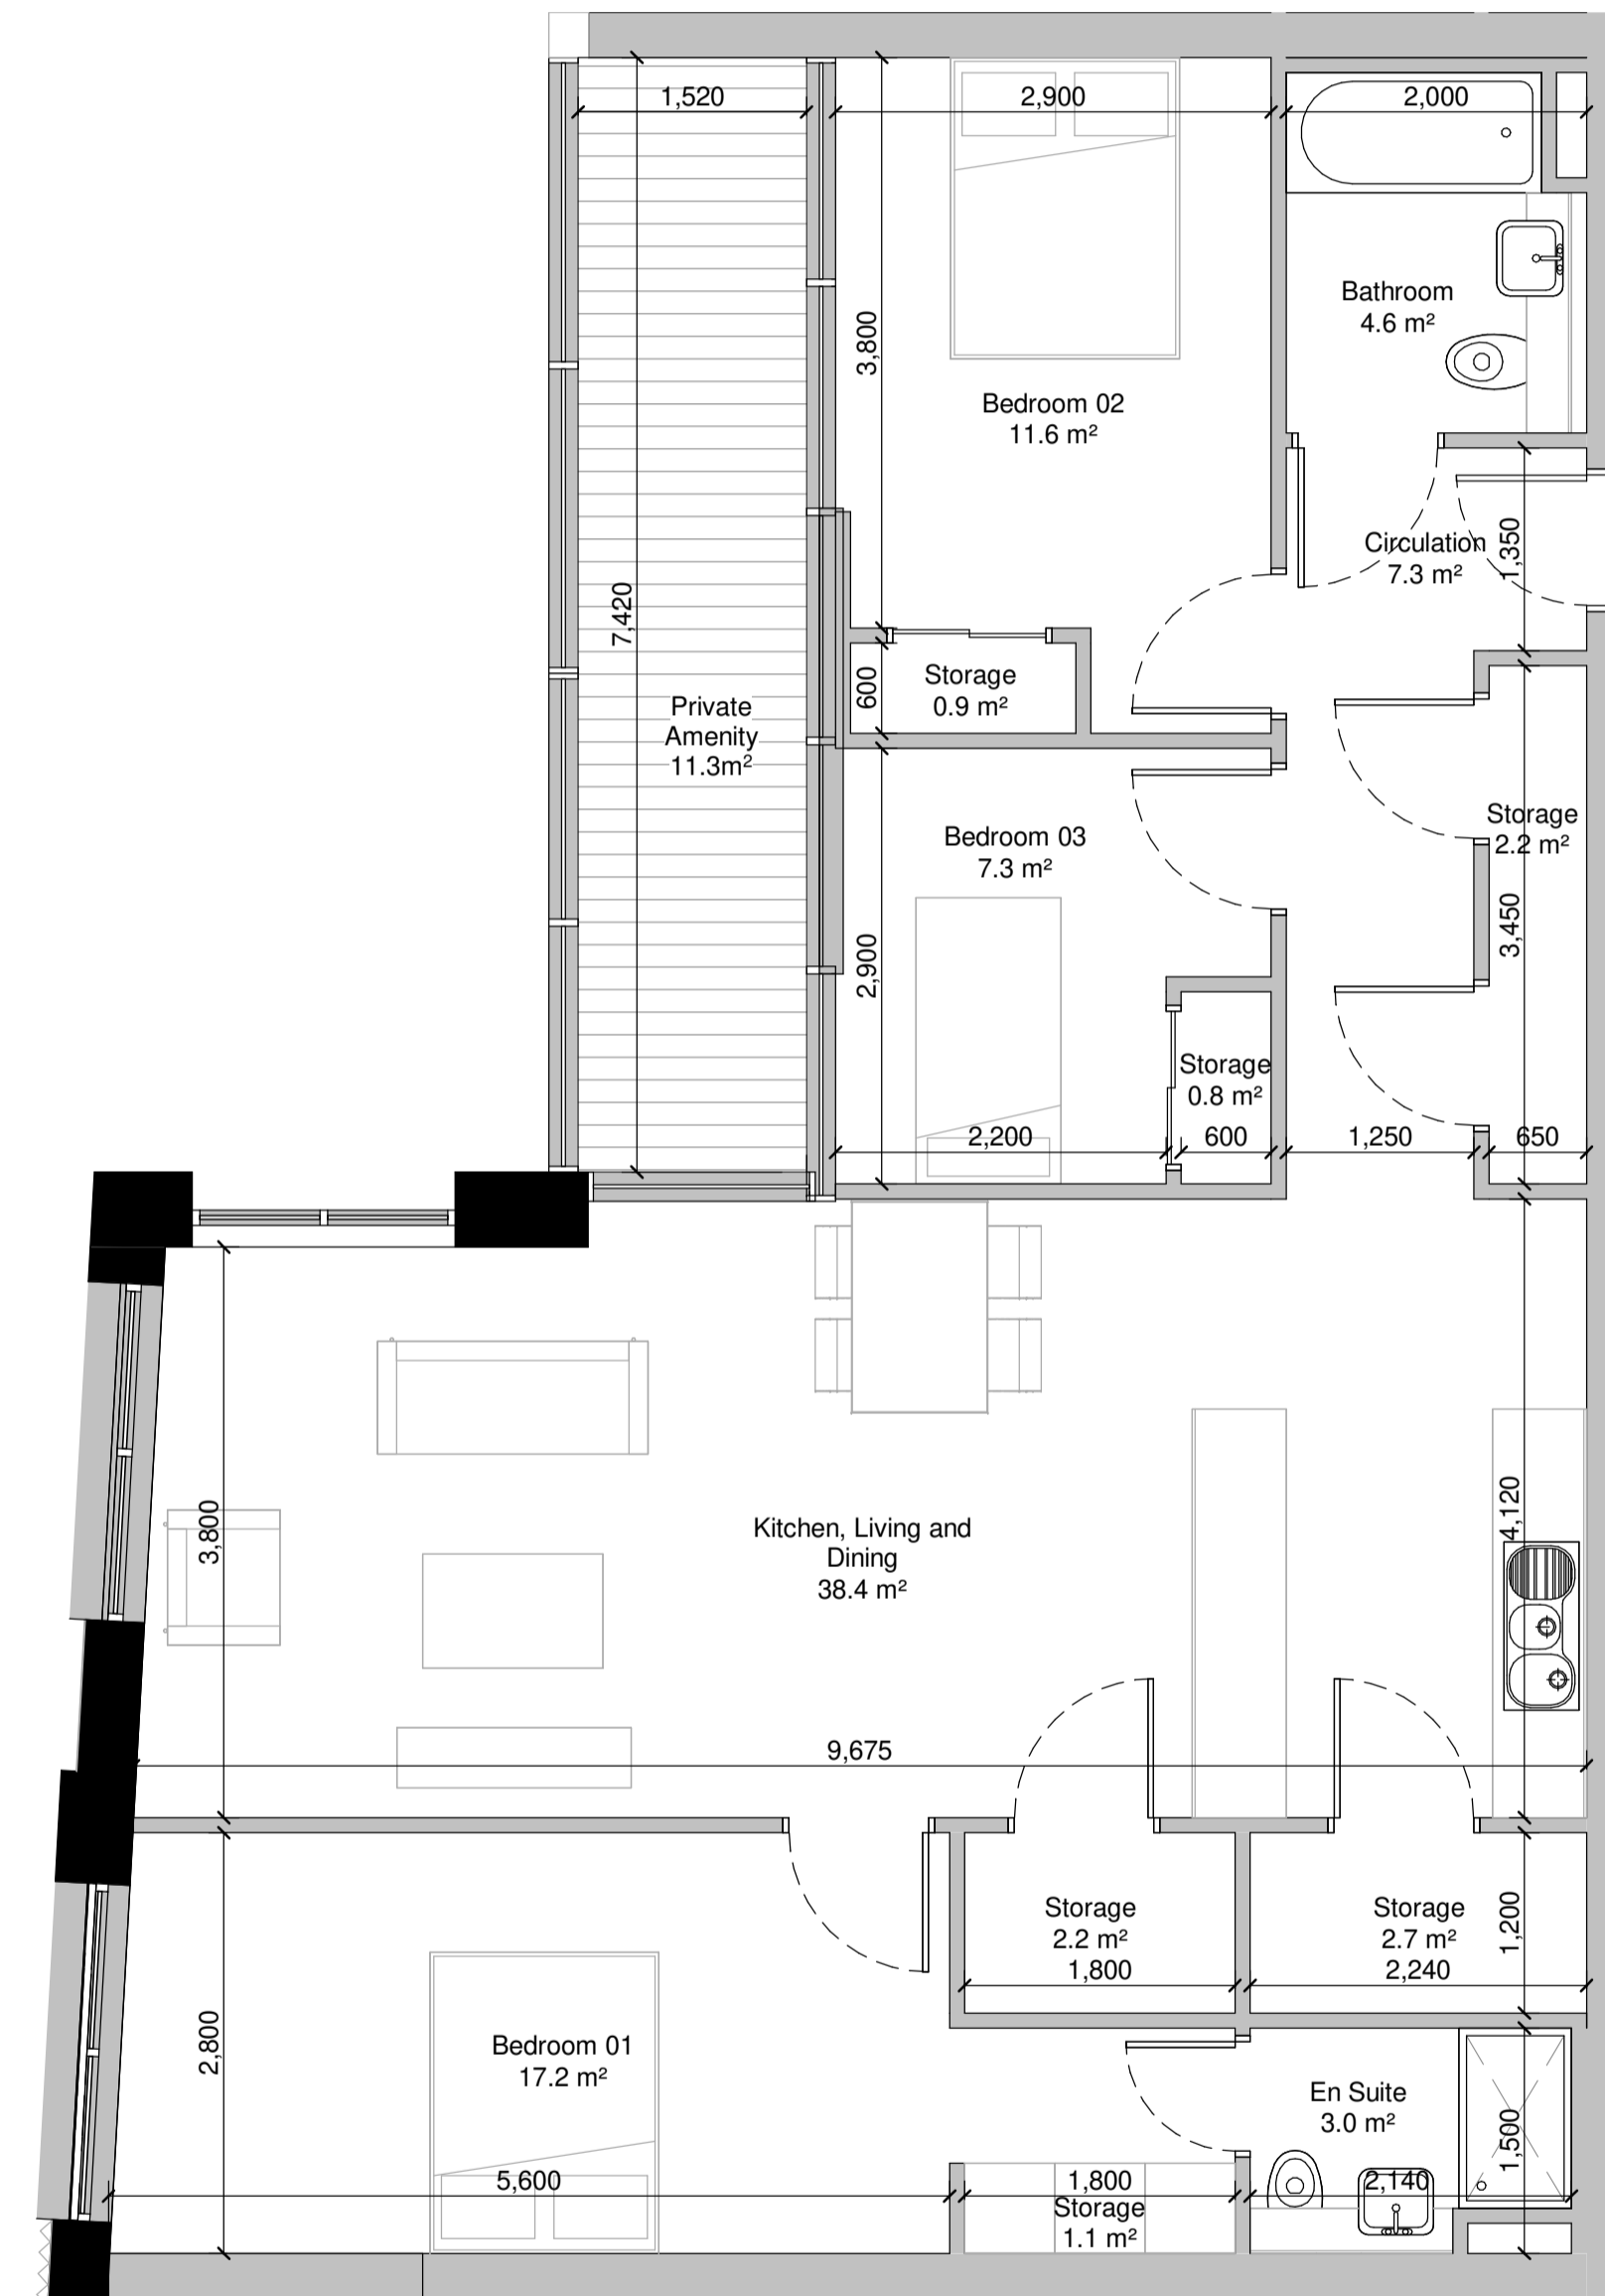 1,520
2,900
2,000
Bathroom
4.6 m²
3,800
Bedroom 02
11.6 m²
Circulation
7.3 m²
1,350
7,420
Storage
0.9 m²
600
Private
Amenity
11.3m²
Bedroom 03
7.3 m²
Storage
2.2 m²
3,450
2,900
Storage
0.8 m²
2,200
600
1,250
650
3,800
Kitchen, Living and
Dining
38.4 m²
4,120
9,675
Storage
2.2 m²
1,800
Storage
2.7 m²
2,240
1,200
2,800
Bedroom 01
17.2 m²
En Suite
3.0 m²
1,500
5,600
1,800
Storage
1.1 m²
2,140